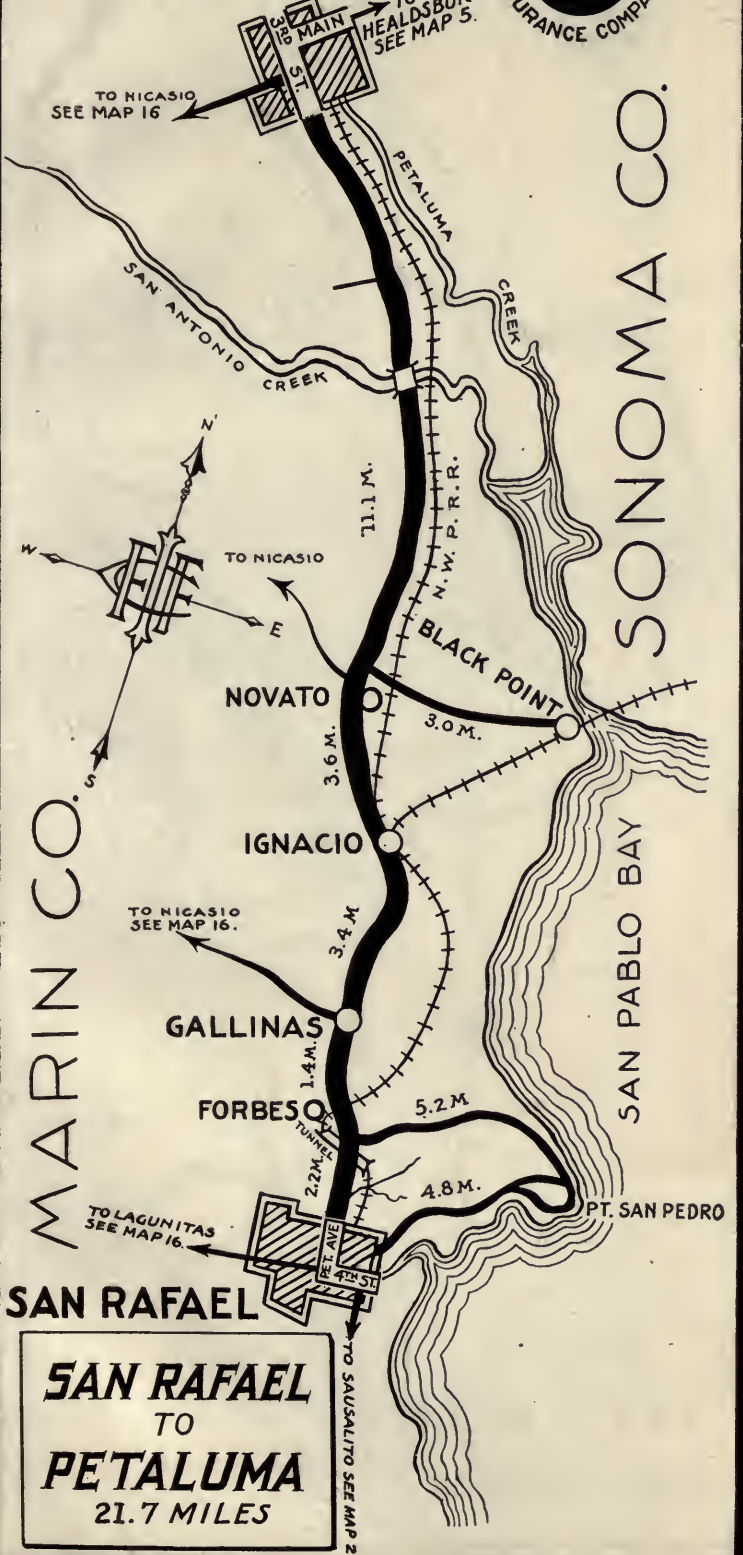 3RD
ST.
MAIN
HEALDSBURG
SEE MAP 5.
TO NICASIO
SEE MAP 16
PETALUMA
CREEK
SAN ANTONIO
CREEK
SONOMA CO.
N
W
E
S
11.1 M.
N. W. P. R. R.
TO NICASIO
BLACK POINT
NOVATO
3.0 M.
3.6 M.
IGNACIO
MARIN CO.
SAN PABLO BAY
TO NICASIO
SEE MAP 16.
3.4 M
GALLINAS
1.4 M.
FORBES
TUNNEL
5.2 M
2.2 M.
4.8 M.
PT. SAN PEDRO
TO LAGUNITAS
SEE MAP 16.
PET. AVE
4TH ST.
SAN RAFAEL
TO SAUSALITO SEE MAP 2
SAN RAFAEL
TO
PETALUMA
21.7 MILES